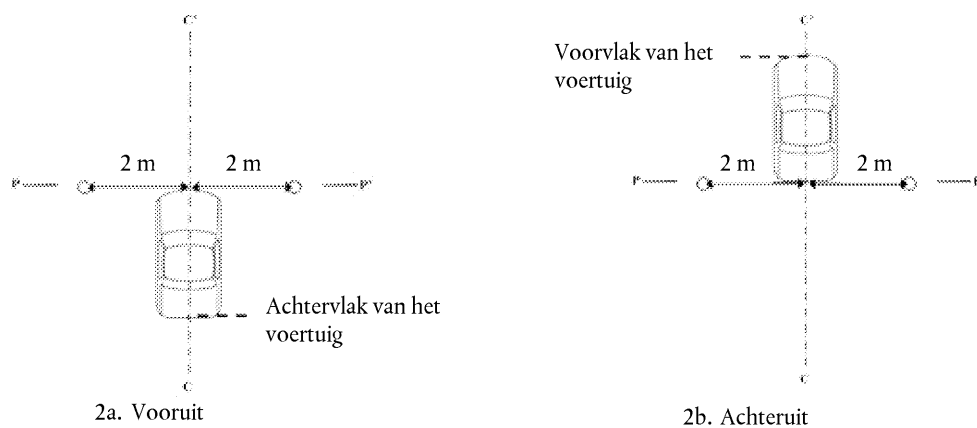 C'
2 m 2 m
P P'
Achtervlak van het
voertuig
C
2a. Vooruit
C'
Voorvlak van het
voertuig
2 m 2 m
P
C
2b. Achteruit